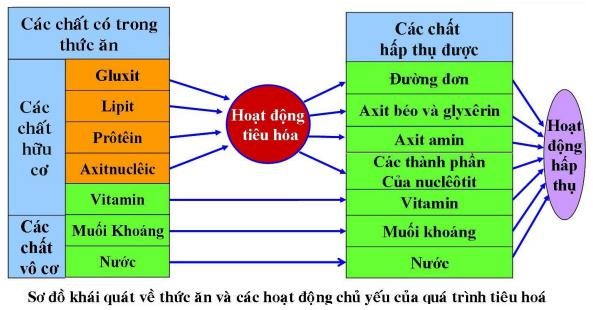 Các chất có trong
thức ăn
Các
chất
hữu
cơ
Gluxit
Lipit
Prôtêin
Axitnuclêic
Vitamin
Các
chất
vô cơ
Muối Khoáng
Nước
Hoạt động
tiêu hóa
Các chất
hấp thụ được
Đường đơn
Axit béo và glyxêrin
Axit amin
Các thành phần
Của nuclêôtit
Vitamin
Muối khoáng
Nước
Hoạt
động
hấp
thụ
Sơ đồ khái quát về thức ăn và các hoạt động chủ yếu của quá trình tiêu hoá